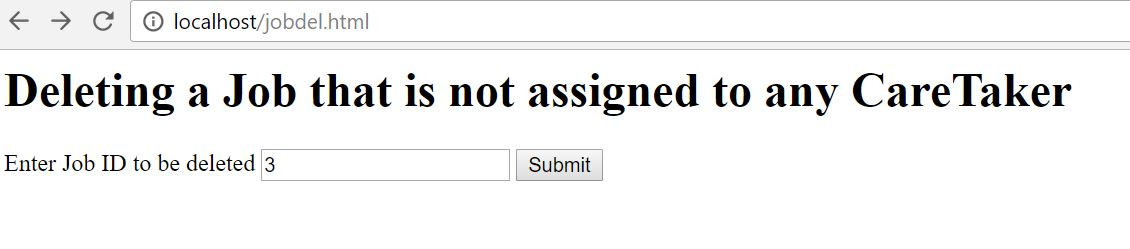 localhost/jobdel.html
Deleting a Job that is not assigned to any CareTaker
Enter Job ID to be deleted 3 Submit